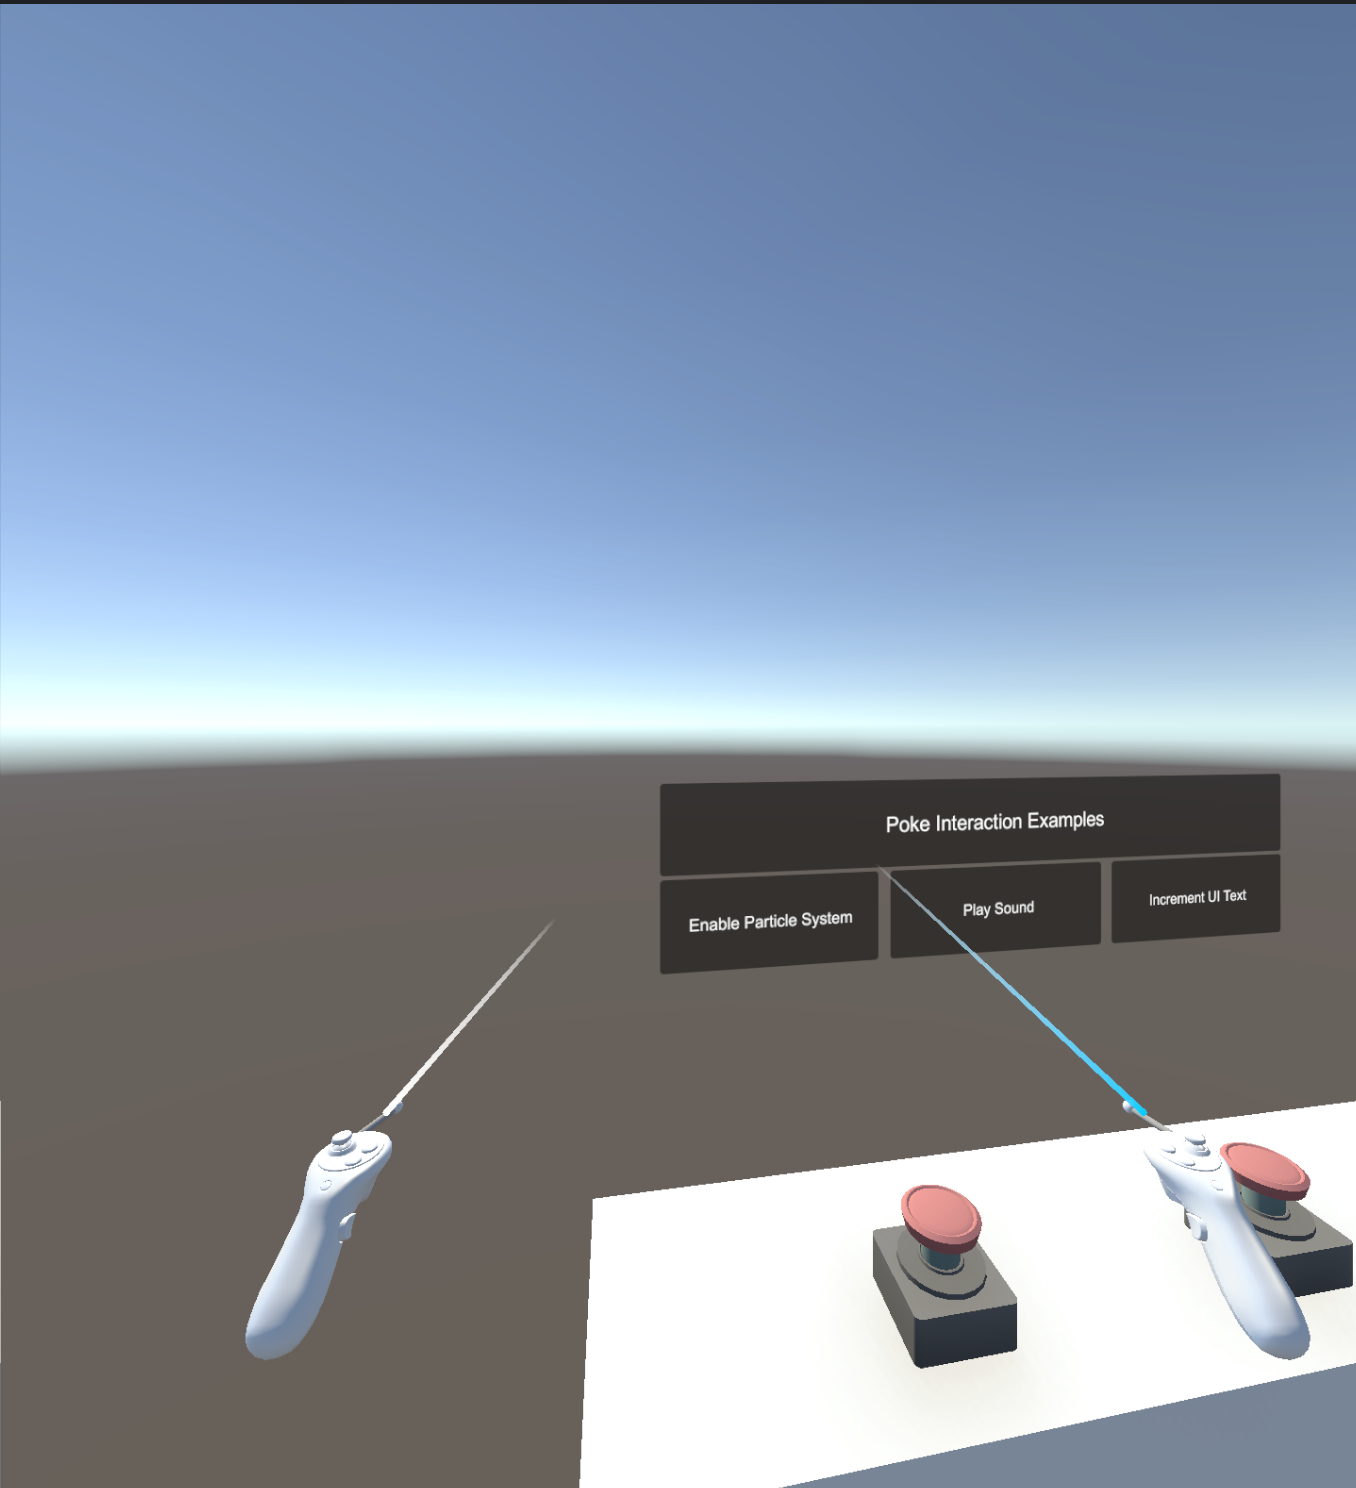 Poke Interaction Examples
Enable Particle System
Play Sound
Increment UI Text